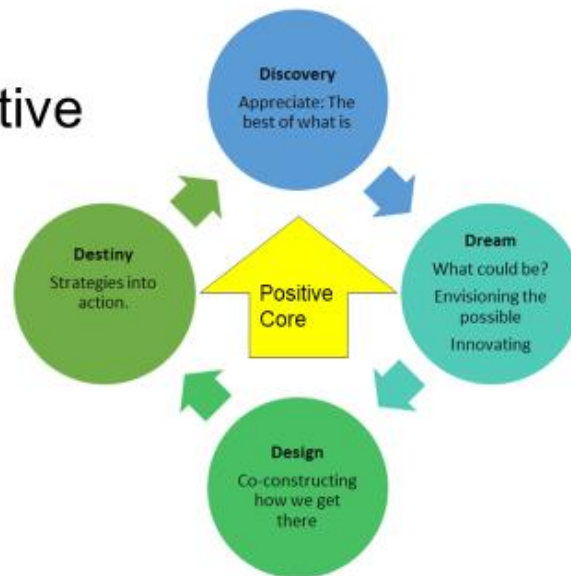 tive
Discovery
Appreciate: The
best of what is
Dream
What could be?
Envisioning the
possible
Innovating
Design
Co-constructing
how we get
there
Destiny
Strategies into
action.
Positive
Core